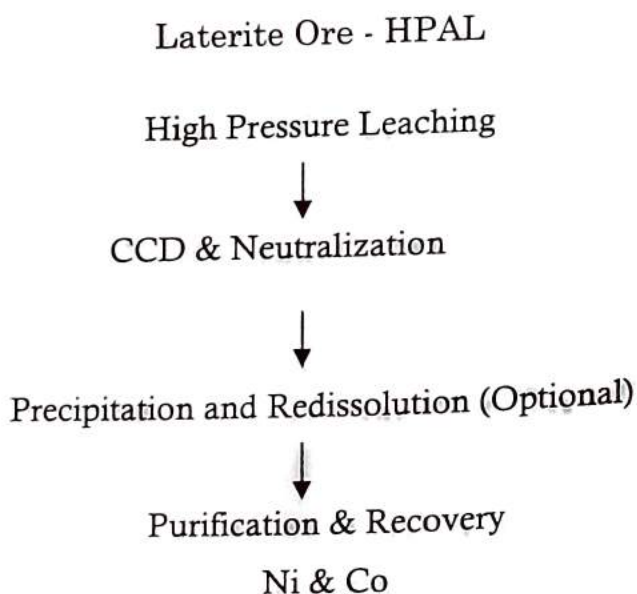 Laterite Ore - HPAL
High Pressure Leaching
CCD & Neutralization
Precipitation and Redissolution (Optional)
Purification & Recovery
Ni & Co